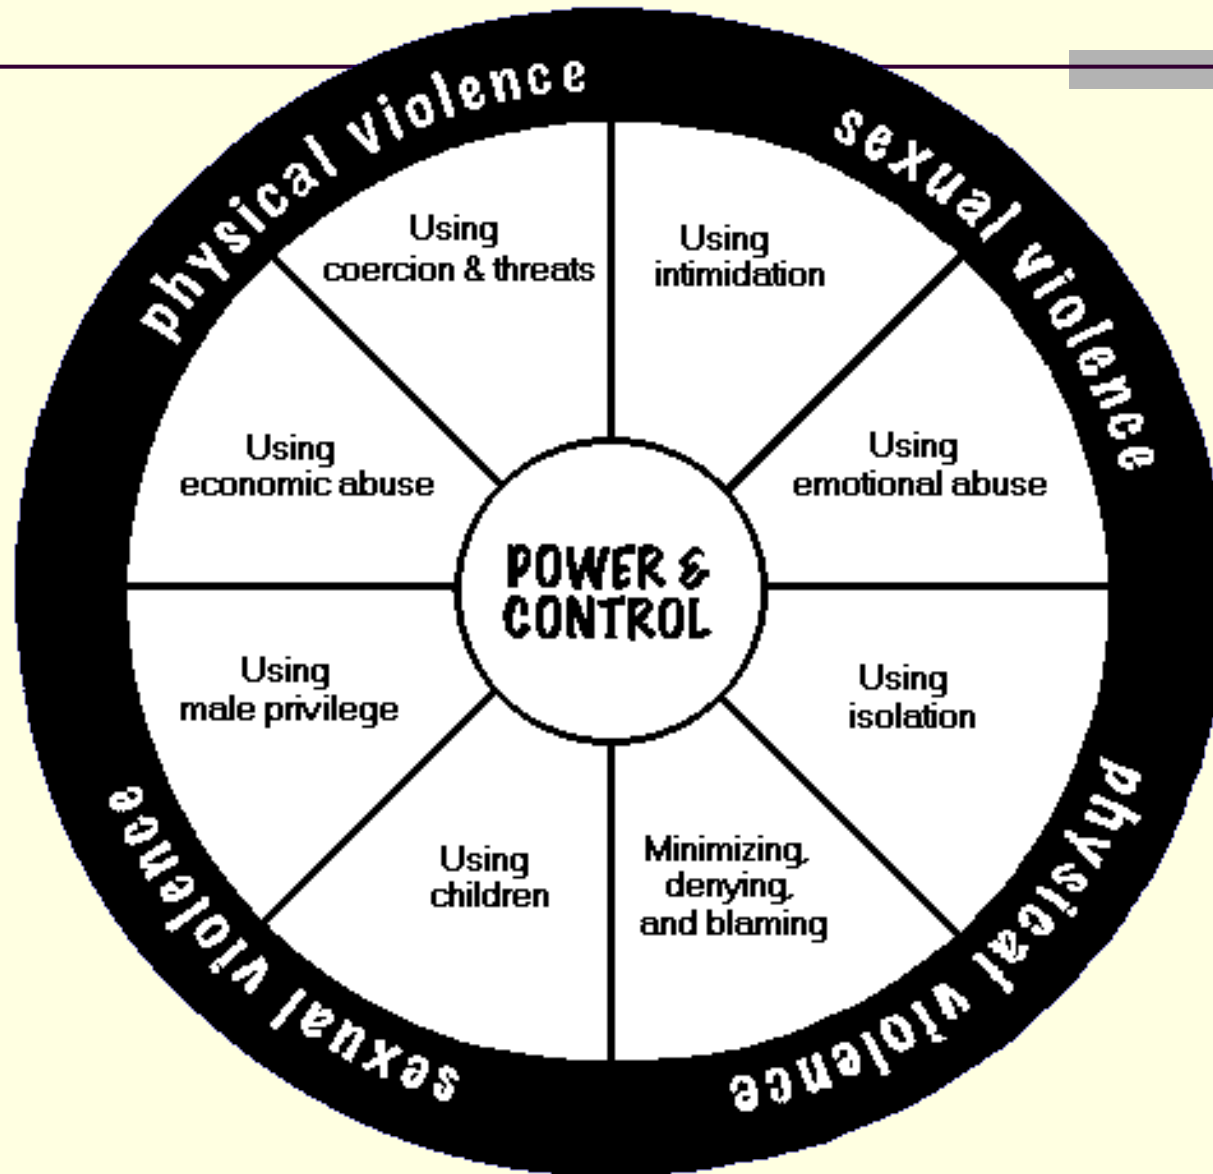 physical violence
sexual violence
Using
coercion & threats
Using
intimidation
Using
economic abuse
Using
emotional abuse
POWER &
CONTROL
Using
male privilege
Using
isolation
Using
children
Minimizing,
denying,
and blaming
sexual violence
physical violence